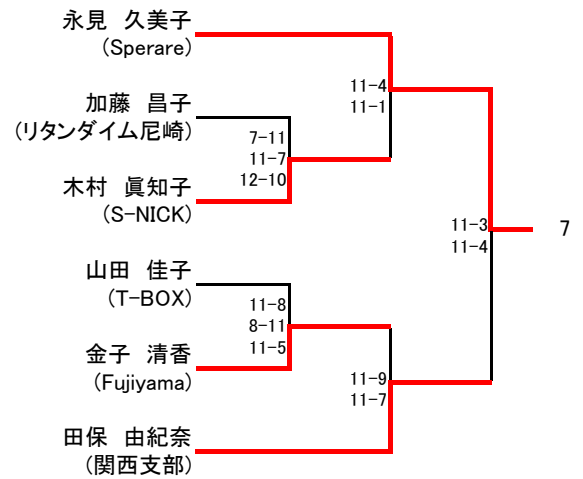 永見 久美子
(Sperare)
11-4
11-1
加藤 昌子
(リタンダイム尼崎)
7-11
11-7
12-10
木村 眞知子
(S-NICK)
11-3
11-4
7
山田 佳子
(T-BOX)
11-8
8-11
11-5
金子 清香
(Fujiyama)
11-9
11-7
田保 由紀奈
(関西支部)